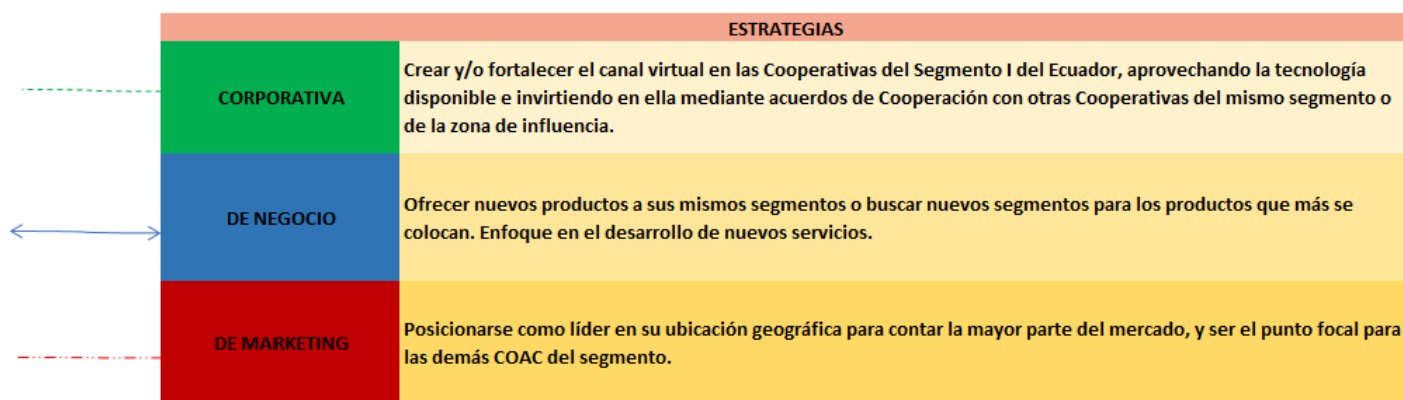 ESTRATEGIAS
CORPORATIVA
Crear y/o fortalecer el canal virtual en las Cooperativas del Segmento I del Ecuador, aprovechando la tecnología
disponible e invirtiendo en ella mediante acuerdos de Cooperación con otras Cooperativas del mismo segmento o
de la zona de influencia.
DE NEGOCIO
Ofrecer nuevos productos a sus mismos segmentos o buscar nuevos segmentos para los productos que más se
colocan. Enfoque en el desarrollo de nuevos servicios.
DE MARKETING
Posicionarse como líder en su ubicación geográfica para contar la mayor parte del mercado, y ser el punto focal para
las demás COAC del segmento.